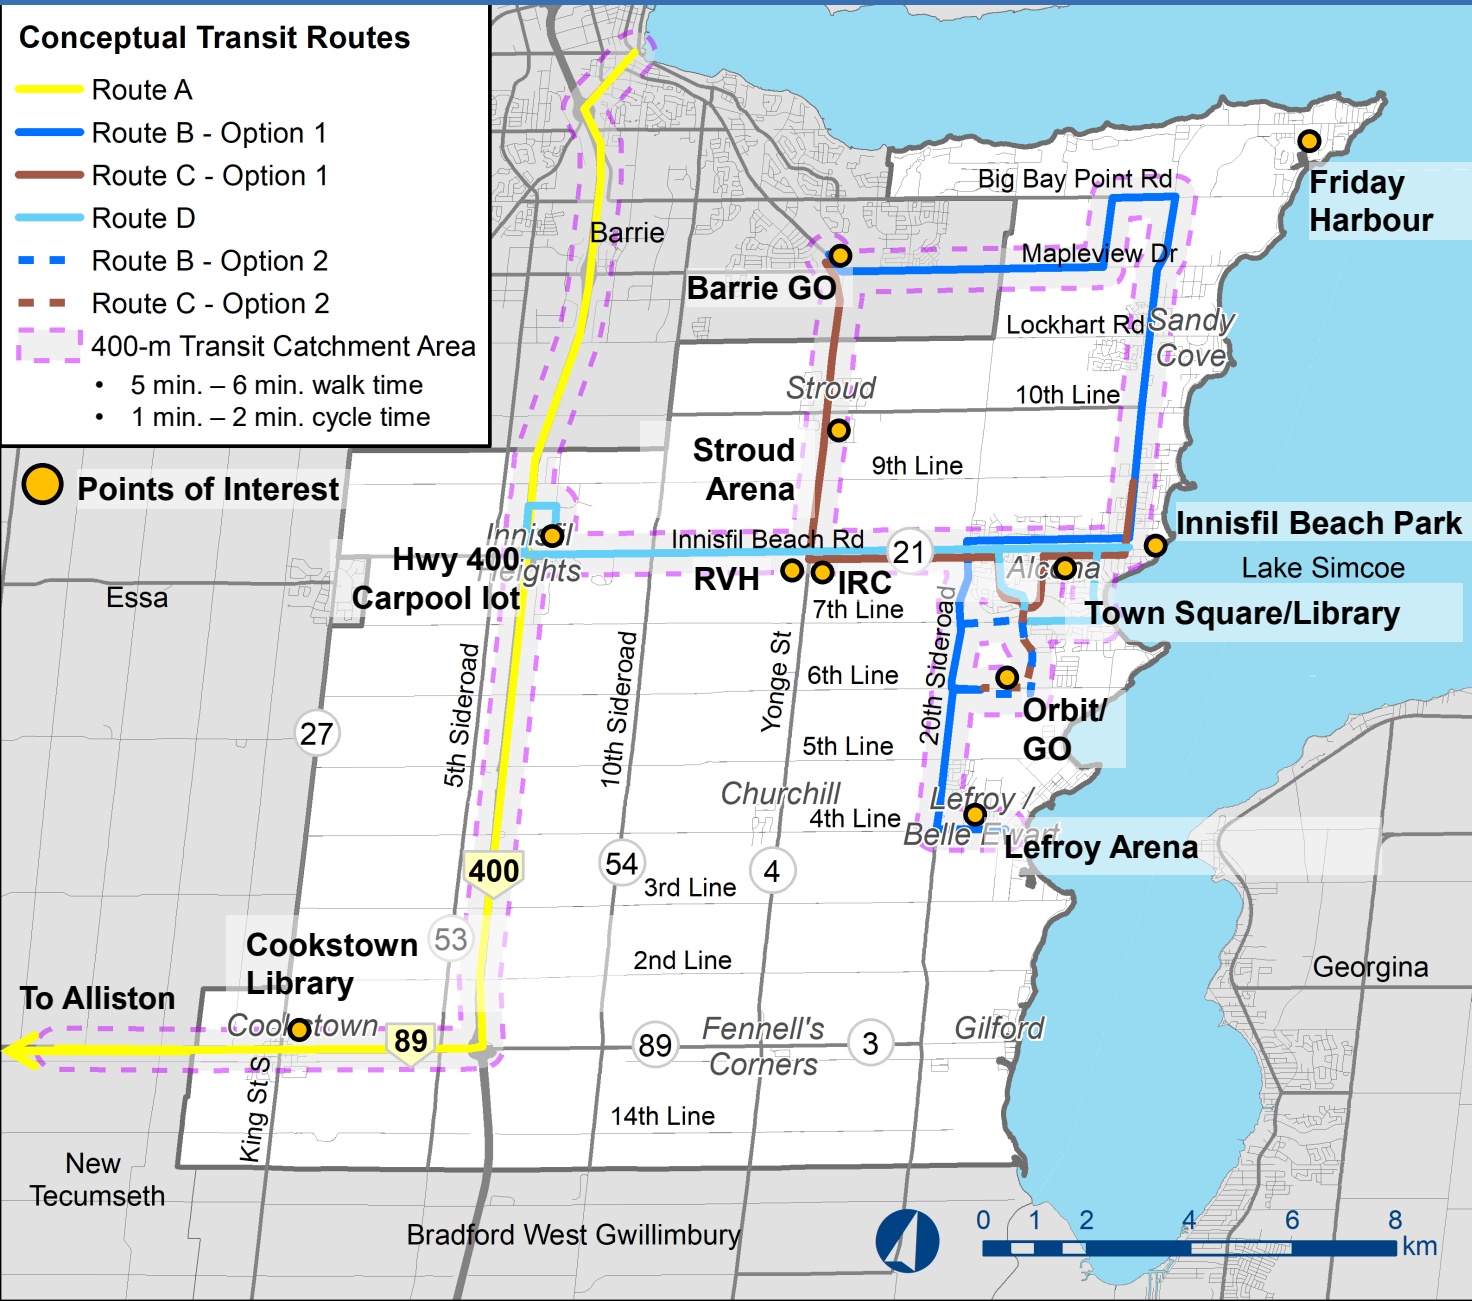 Conceptual Transit Routes
Route A
Route B - Option 1
Route C - Option 1
Route D
Route B - Option 2
Route C - Option 2
400-m Transit Catchment Area
• 5 min. – 6 min. walk time
• 1 min. – 2 min. cycle time
Points of Interest
Friday
Harbour
Big Bay Point Rd
Barrie
Mapleview Dr
Barrie GO
Lockhart Rd
Sandy
Cove
Stroud
10th Line
Stroud
Arena
9th Line
Innisfil Beach Park
Innisfil
Heights
Innisfil Beach Rd
21
Hwy 400
Carpool lot
RVH
IRC
Alcona
Lake Simcoe
Essa
7th Line
Town Square/Library
5th Sideroad
10th Sideroad
Yonge St
20th Sideroad
6th Line
27
Orbit/
GO
5th Line
Churchill
4th Line
Lefroy /
Belle Ewart
Lefroy Arena
400
54
4
3rd Line
53
Cookstown
Library
2nd Line
Georgina
To Alliston
Cookstown
89
89
Fennell's
Corners
3
Gilford
King St S
14th Line
New
Tecumseth
Bradford West Gwillimbury
0 1 2 4 6 8
km